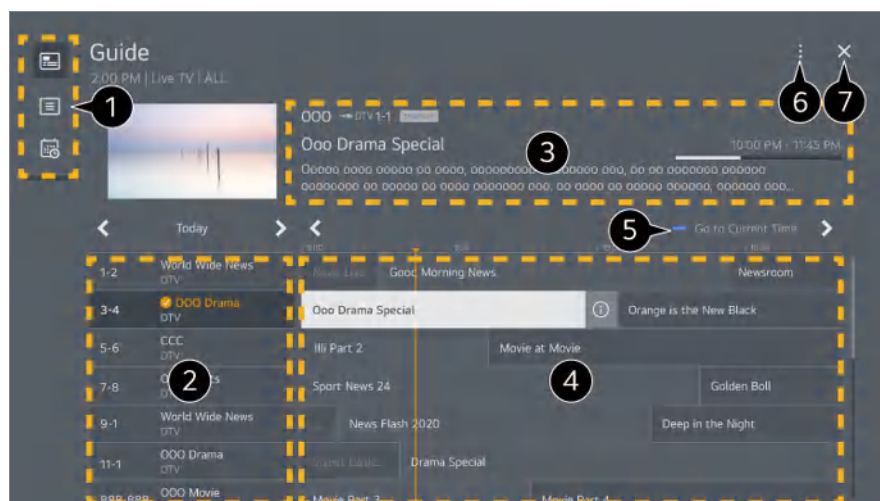 Guide
2:00 PM | Live TV | ALL
1
6
7
OOO DTV 1-1
Ooo Drama Special
10:00 PM - 11:45 PM
3
Today
5
Go to Current Time
1-2 World Wide News
DTV
Good Morning News
Newsroom
3-4 OOO Drama
DTV
Ooo Drama Special
Orange is the New Black
5-6 CCC
DTV
Illi Part 2
Movie at Movie
7-8
2
Sport News 24
4
Golden Boll
9-1 World Wide News
DTV
News Flash 2020
Deep in the Night
11-1 OOO Drama
DTV
Drama Special
888-888 OOO Movie
Movie Part 3
Movie Part 4